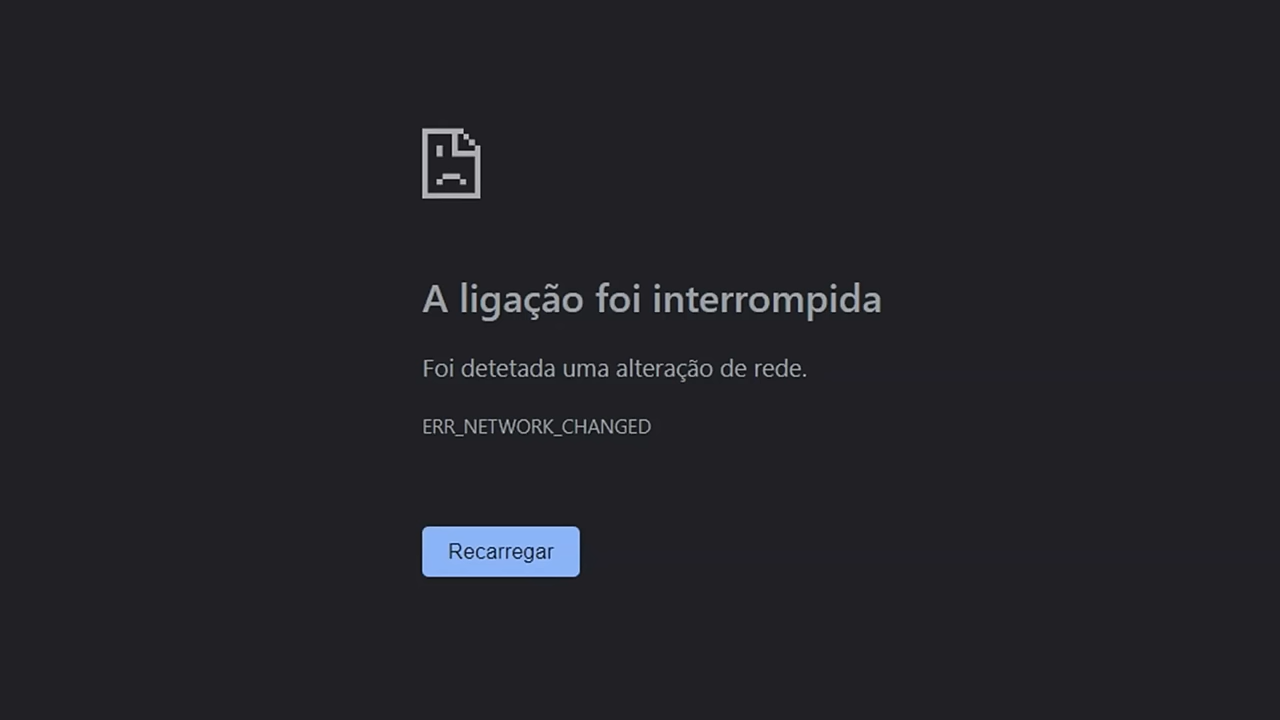 A ligação foi interrompida
Foi detetada uma alteração de rede.
ERR_NETWORK_CHANGED
Recarregar